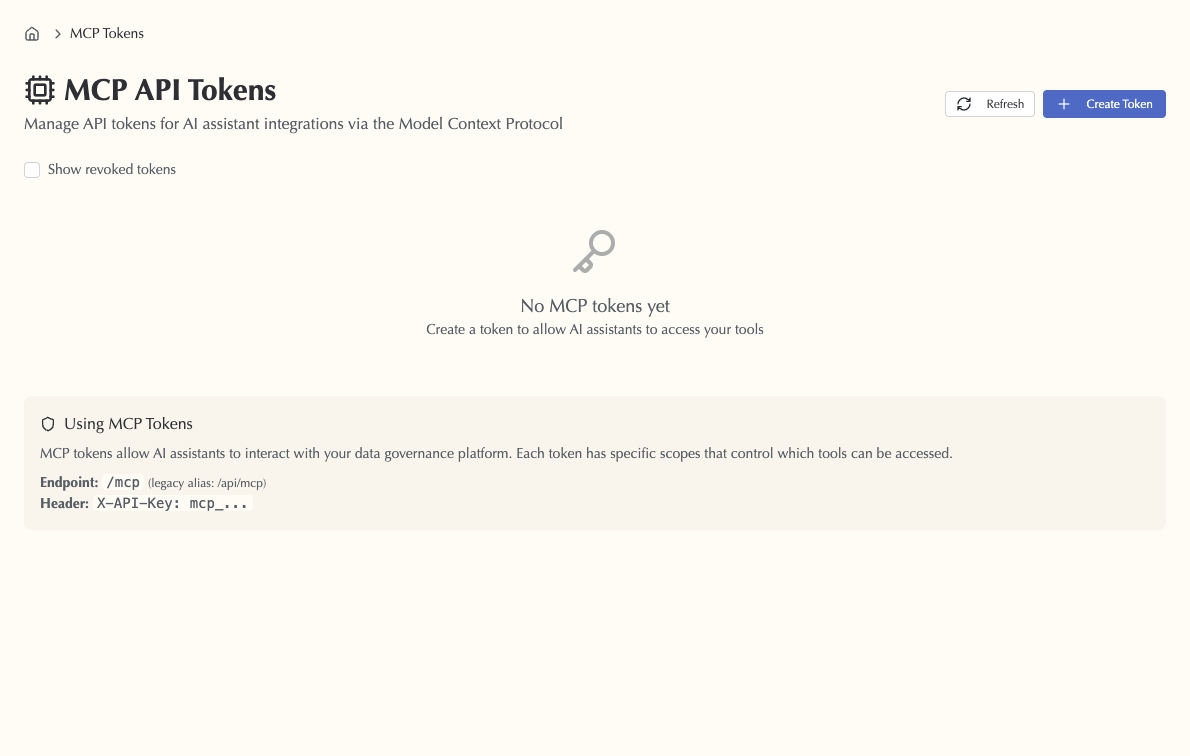 MCP Tokens
MCP API Tokens
Manage API tokens for AI assistant integrations via the Model Context Protocol
Refresh
Create Token
Show revoked tokens
No MCP tokens yet
Create a token to allow AI assistants to access your tools
Using MCP Tokens
MCP tokens allow AI assistants to interact with your data governance platform. Each token has specific scopes that control which tools can be accessed.
Endpoint: /mcp (legacy alias: /api/mcp)
Header: X-API-Key: mcp_...